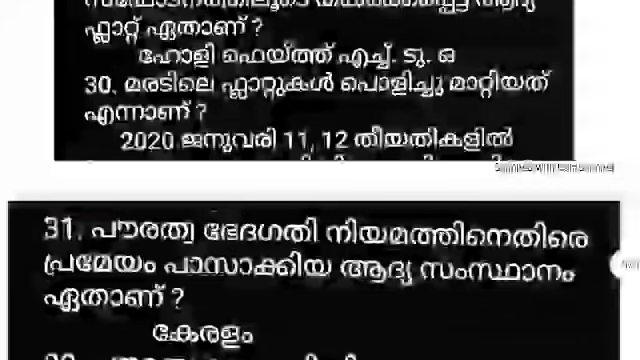 ഫ്ലാറ്റ് ഏതാണ് ?
ഹോളി ഫെയ്ത്ത് എച്ച്. ടു. ഒ
30. മരടിലെ ഫ്ലാറ്റുകൾ പൊളിച്ചു മാറ്റിയത്
എന്നാണ് ?
2020 ജനുവരി 11, 12 തീയതികളിൽ
31. പൗരത്വ ഭേദഗതി നിയമത്തിനെതിരെ
പ്രമേയം പാസാക്കിയ ആദ്യ സംസ്ഥാനം
ഏതാണ് ?
കേരളം